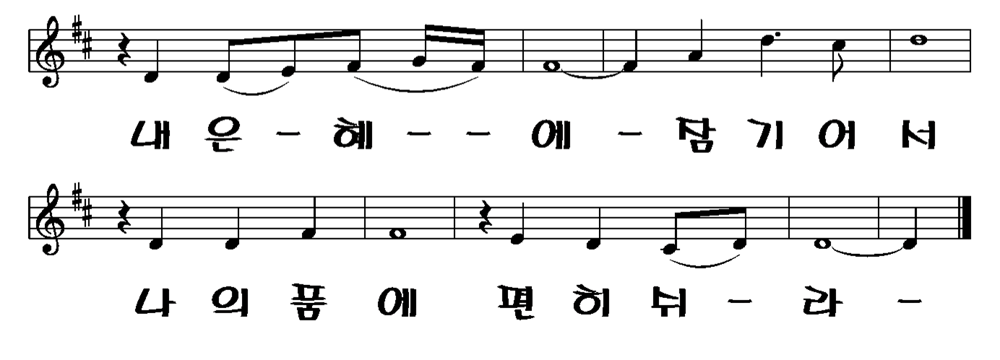 내 은 - 혜 - - 에 - 잠 기 어 서
나 의 품 에 편 히 쉬 - 라 -